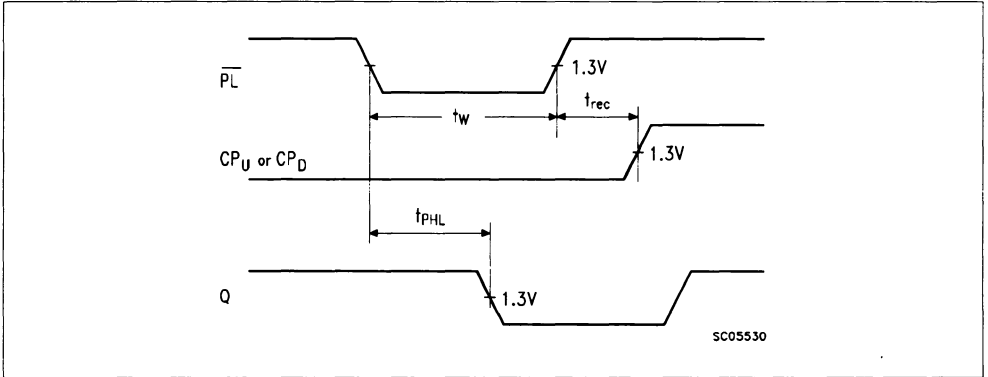 PL
1.3V
trec
tW
CPU or CPD
1.3V
tPHL
Q
1.3V
SC05530